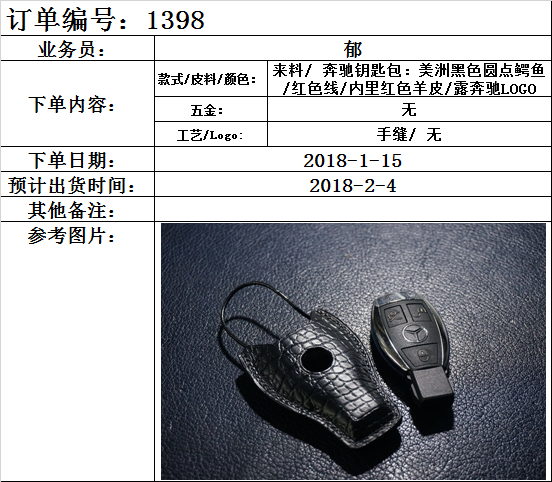 订单编号：1398
业务员：
郁
下单内容：
款式/皮料/颜色：
来料/ 奔驰钥匙包：美洲黑色圆点鳄鱼
/红色线/内里红色羊皮/露奔驰LOGO
五金：
无
工艺/Logo:
手缝/ 无
下单日期：
2018-1-15
预计出货时间：
2018-2-4
其他备注：
参考图片：